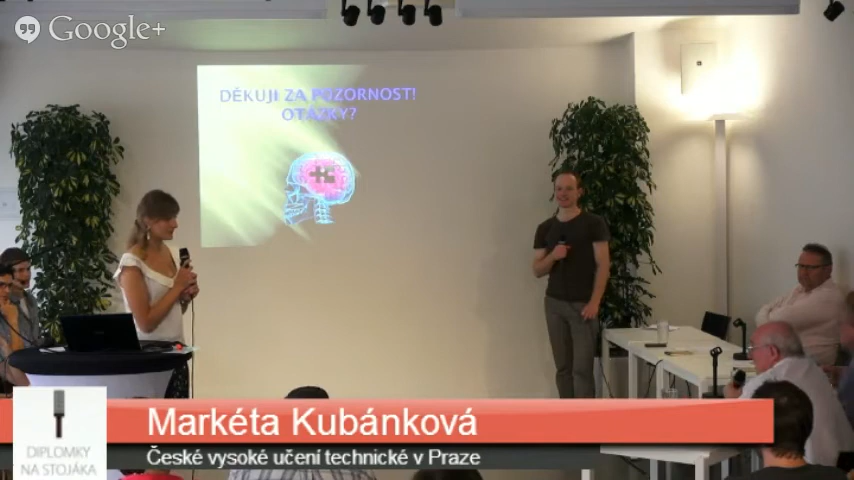 Google+
DĚKUJI ZA POZORNOST!
OTÁZKY?
Markéta Kubánková
České vysoké učení technické v Praze
DIPLOMKY
NA STOJÁKA